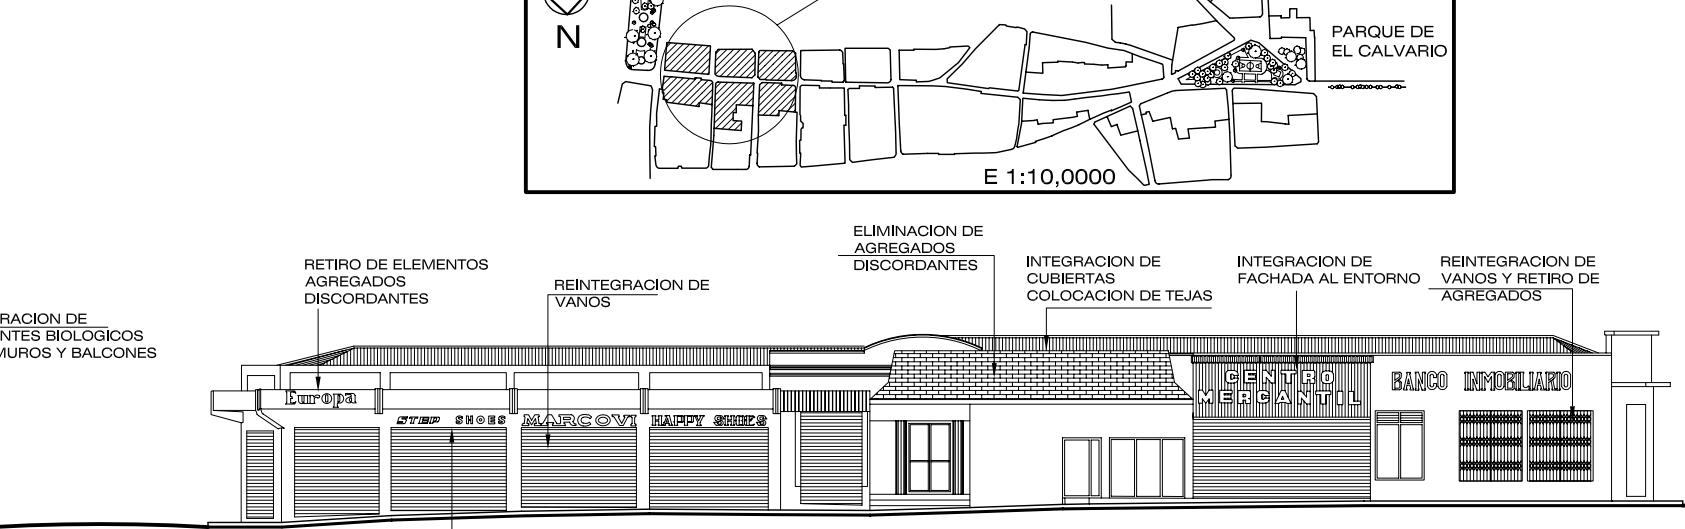 N
PARQUE DE
EL CALVARIO
E 1:10,0000
RACION DE
NTES BIOLOGICOS
MUROS Y BALCONES
RETIRO DE ELEMENTOS
AGREGADOS
DISCORDANTES
REINTEGRACION DE
VANOS
ELIMINACION DE
AGREGADOS
DISCORDANTES
INTEGRACION DE
CUBIERTAS
COLOCACION DE TEJAS
INTEGRACION DE
FACHADA AL ENTORNO
REINTEGRACION DE
VANOS Y RETIRO DE
AGREGADOS
Europa
STEP SHOES
MARCOVI
HAPPY SHOES
CENTRO
MERCANTIL
BANCO INMOBILIARIO